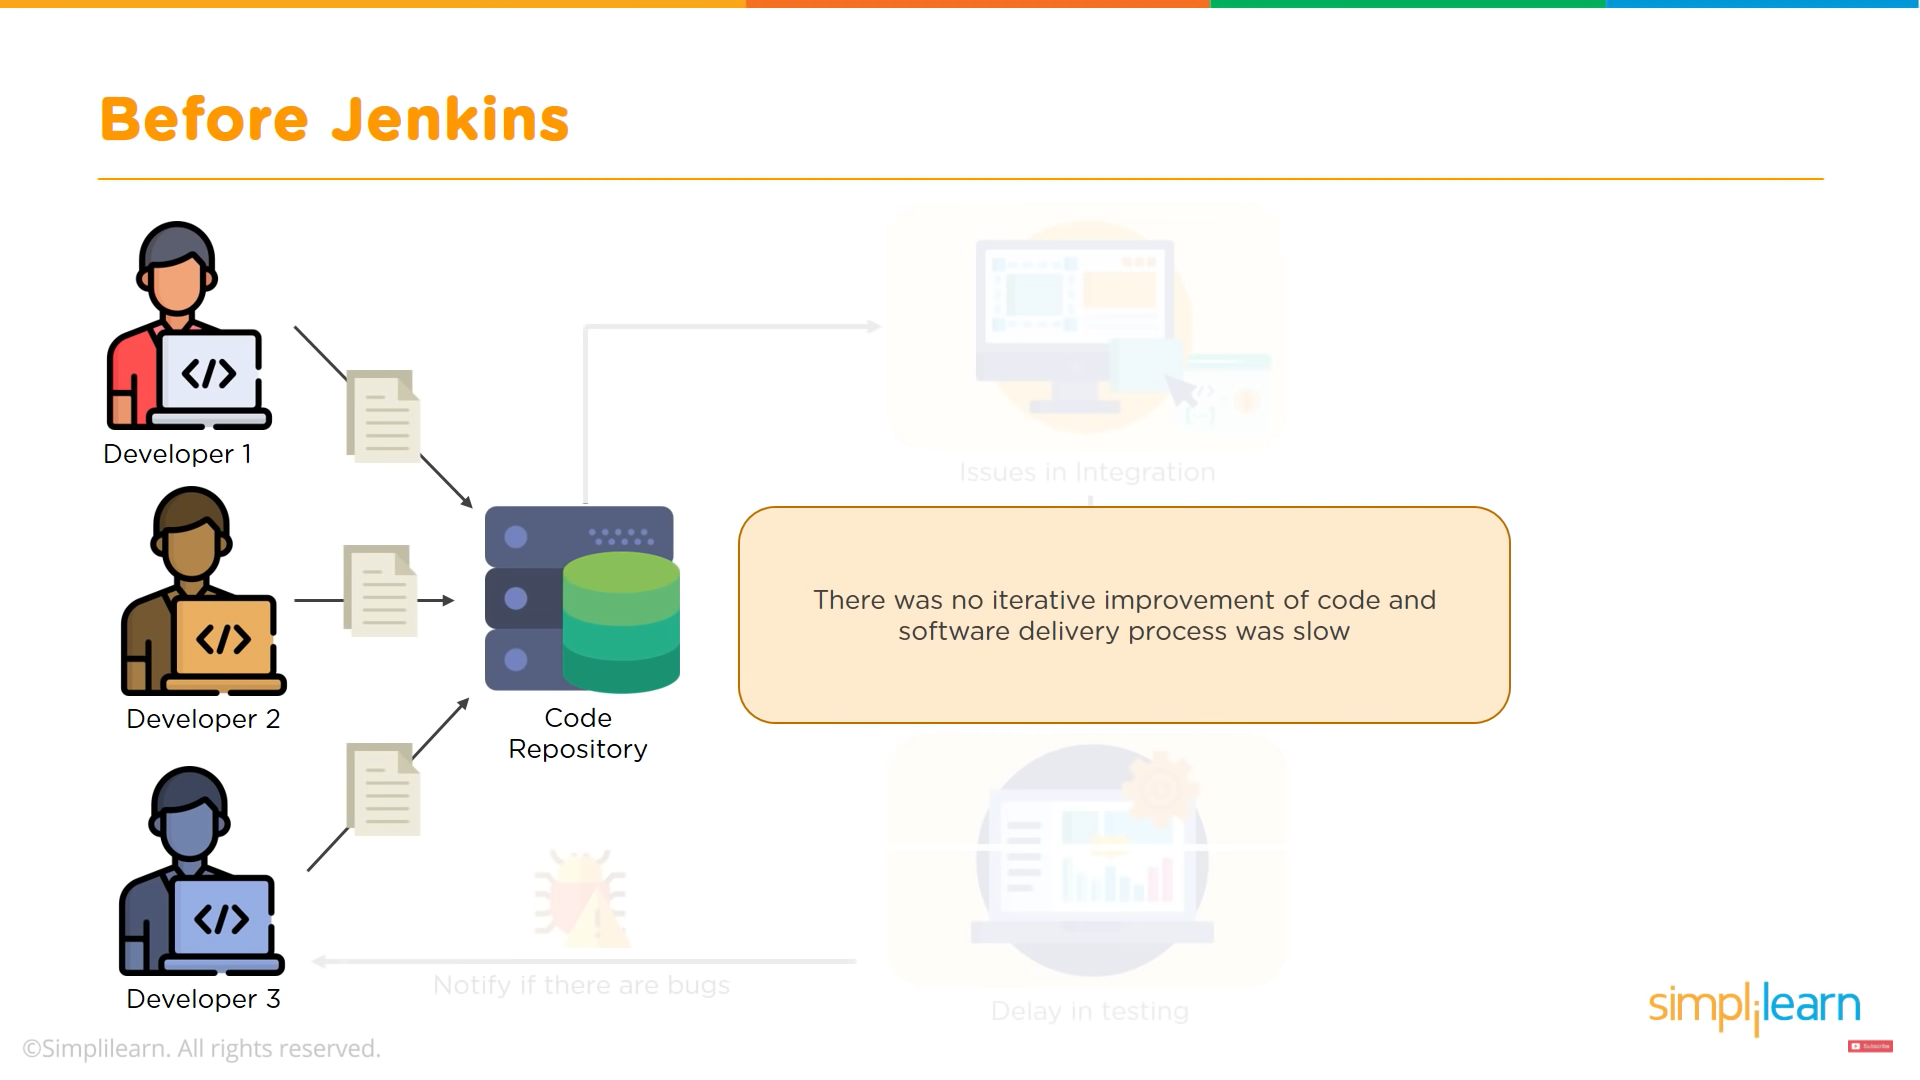 Before Jenkins
</>
Developer 1
Issues in Integration
</>
Developer 2
There was no iterative improvement of code and
software delivery process was slow
Code
Repository
</>
Developer 3
Notify if there are bugs
Delay in testing
simplilearn
Subscribe
©Simplilearn. All rights reserved.